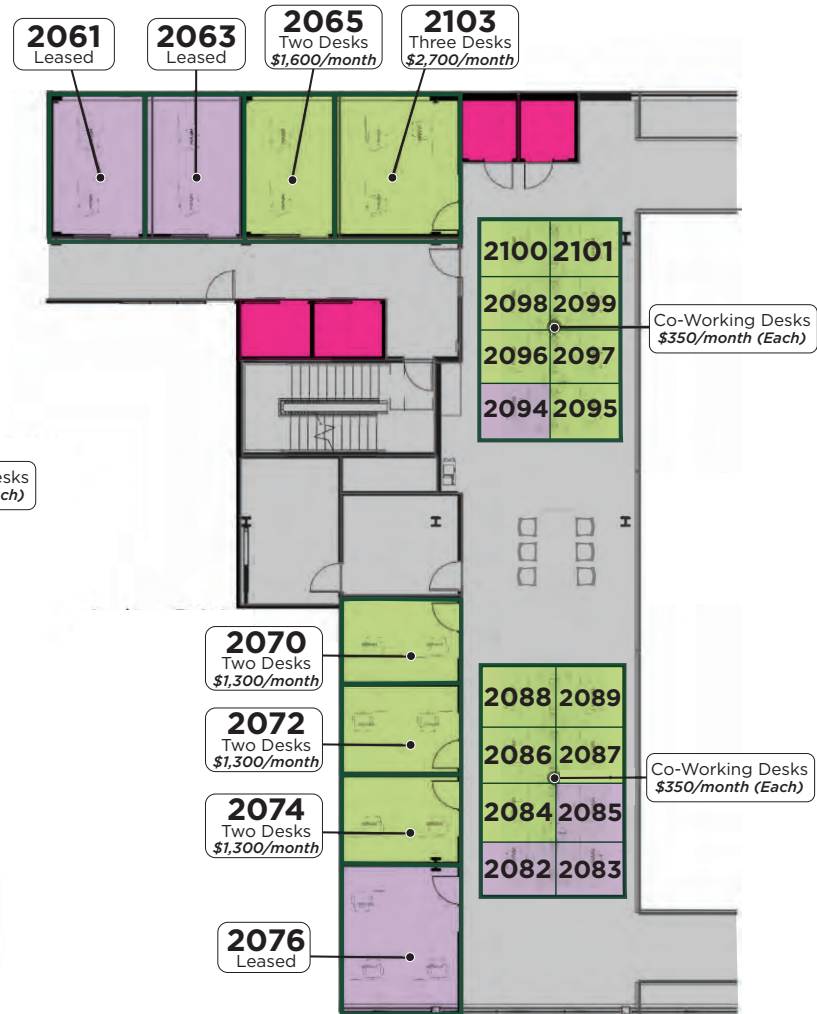 2061
Leased
2063
Leased
2065
Two Desks
$1,600/month
2103
Three Desks
$2,700/month
2100 2101
2098 2099
2096 2097
2094 2095
Co-Working Desks
$350/month (Each)
2070
Two Desks
$1,300/month
2072
Two Desks
$1,300/month
2074
Two Desks
$1,300/month
2076
Leased
2088 2089
2086 2087
2084 2085
2082 2083
Co-Working Desks
$350/month (Each)